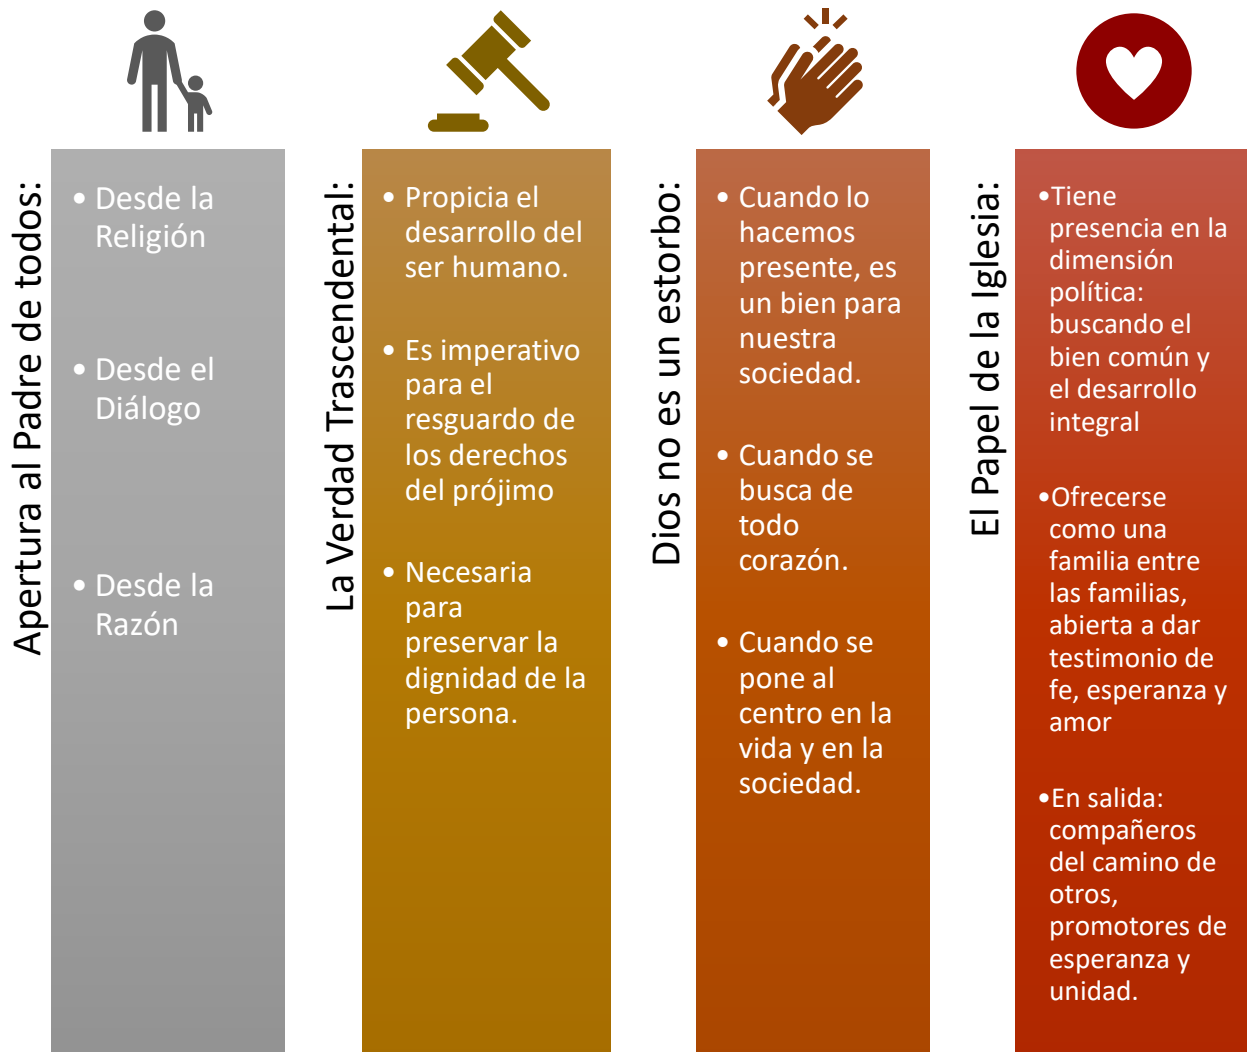 Apertura al Padre de todos:
• Desde la
Religión
• Desde el
Diálogo
• Desde la
Razón
La Verdad Trascendental:
• Propicia el
desarrollo del
ser humano.
• Es imperativo
para el
resguardo de
los derechos
del prójimo
• Necesaria
para
preservar la
dignidad de la
persona.
Dios no es un estorbo:
• Cuando lo
hacemos
presente, es
un bien para
nuestra
sociedad.
• Cuando se
busca de
todo
corazón.
• Cuando se
pone al
centro en la
vida y en la
sociedad.
El Papel de la Iglesia:
•Tiene
presencia en la
dimensión
política:
buscando el
bien común y
el desarrollo
integral
•Ofrecerse
como una
familia entre
las familias,
abierta a dar
testimonio de
fe, esperanza y
amor
•En salida:
compañeros
del camino de
otros,
promotores de
esperanza y
unidad.